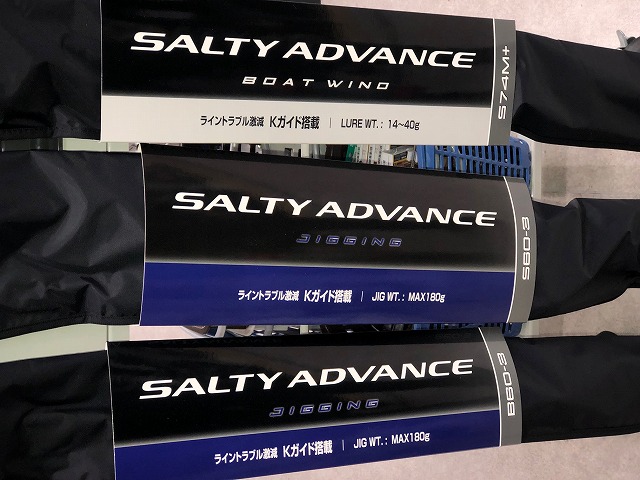 SALTY ADVANCE
BOAT WIND
ライントラブル激減 Kガイド搭載 | LURE WT. : 14~40g
S74M+
SALTY ADVANCE
JIGGING
ライントラブル激減 Kガイド搭載 | JIG WT. : MAX180g
S60-3
SALTY ADVANCE
JIGGING
ライントラブル激減 Kガイド搭載 | JIG WT. : MAX180g
B60-3